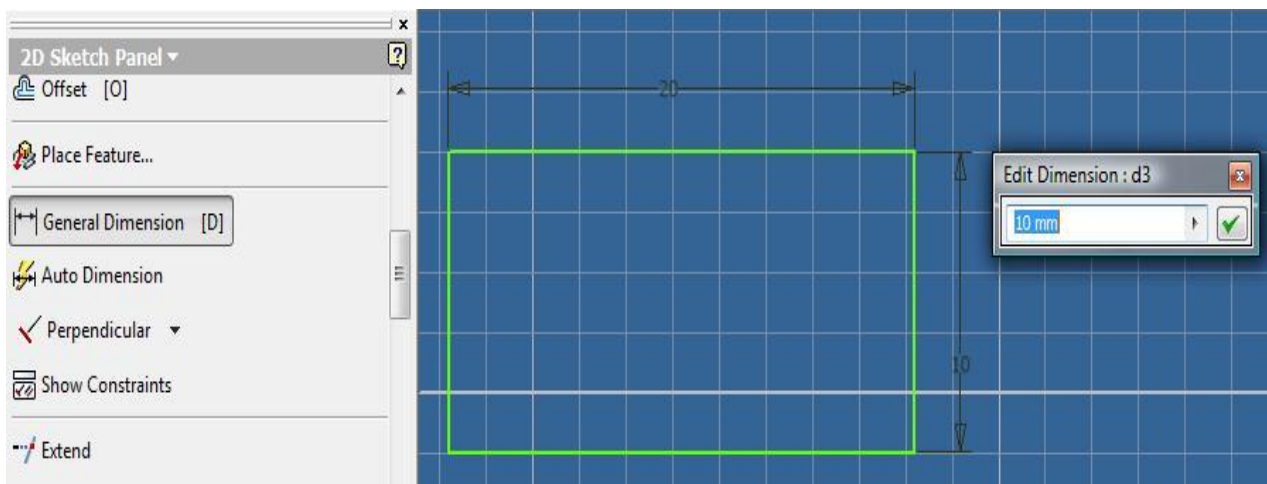 x
2D Sketch Panel
?
Offset [O]
Place Feature...
General Dimension [D]
Auto Dimension
Perpendicular
Show Constraints
Extend
20
10
Edit Dimension : d3
10 mm